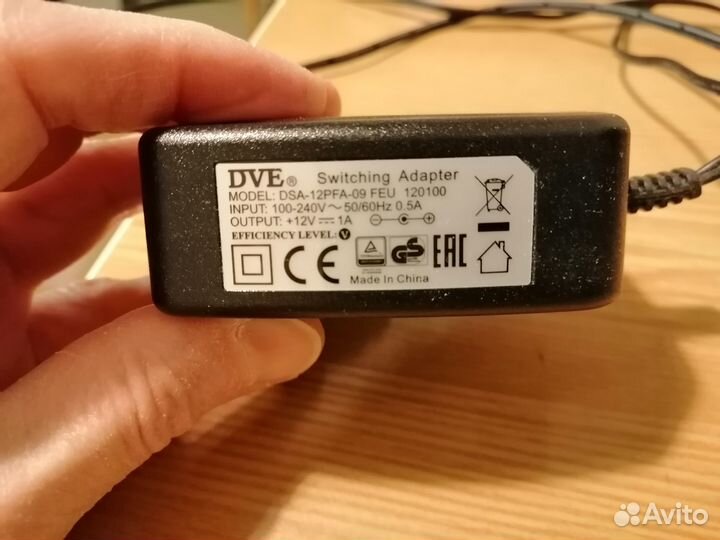 DVE® Switching Adapter
MODEL: DSA-12PFA-09 FEU 120100
INPUT: 100-240V ~ 50/60Hz 0.5A
OUTPUT: +12V ⎓ 1A
EFFICIENCY LEVEL: V
CE GS EAC
Made In China
Avito